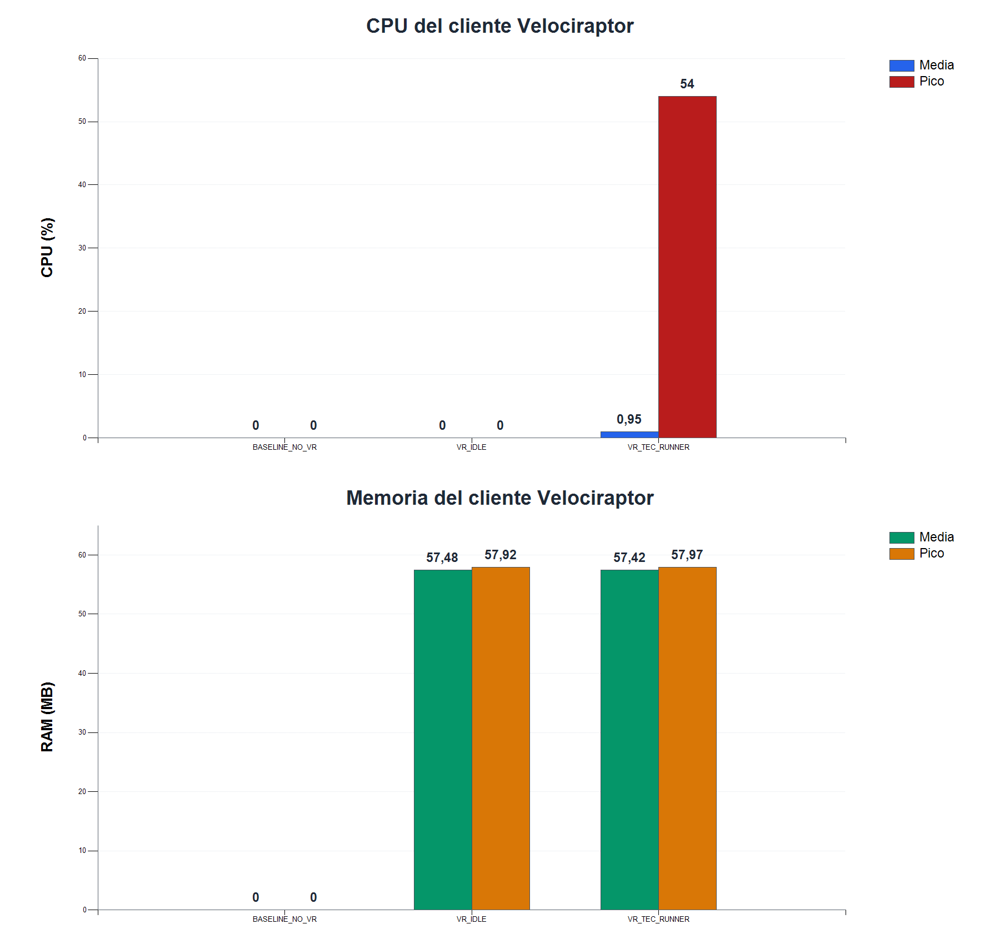 CPU del cliente Velociraptor
Media
Pico
CPU (%)
60
50
40
30
20
10
0
0 0 0 0 0,95 54
BASELINE_NO_VR VR_IDLE VR_TEC_RUNNER
Memoria del cliente Velociraptor
Media
Pico
RAM (MB)
60
50
40
30
20
10
0
0 0 57,48 57,92 57,42 57,97
BASELINE_NO_VR VR_IDLE VR_TEC_RUNNER